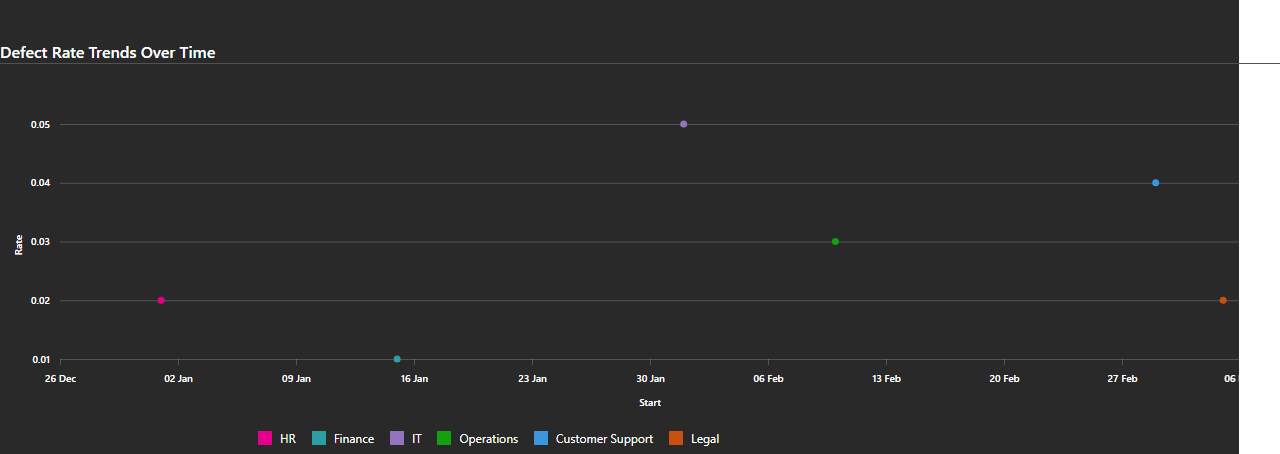 Defect Rate Trends Over Time
0.05
0.04
0.03
0.02
0.01
Rate
26 Dec 02 Jan 09 Jan 16 Jan 23 Jan 30 Jan 06 Feb 13 Feb 20 Feb 27 Feb 06
Start
HR Finance IT Operations Customer Support Legal